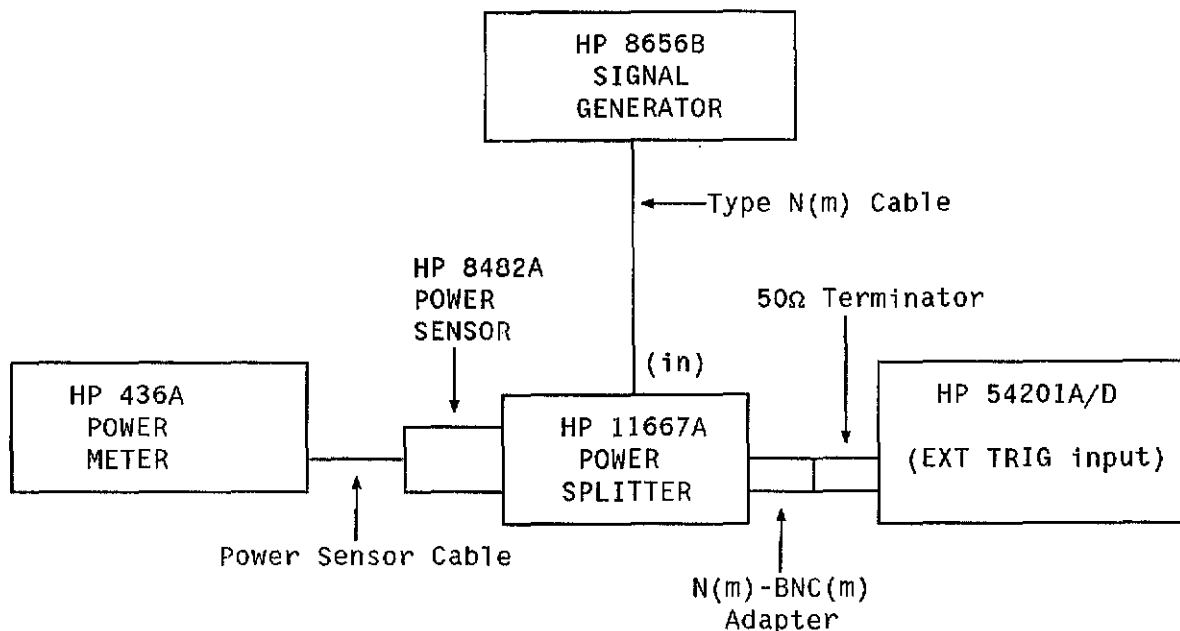 HP 8656B
SIGNAL
GENERATOR
Type N(m) Cable
HP 8482A
POWER
SENSOR
50Ω Terminator
(in)
HP 436A
POWER
METER
HP 11667A
POWER
SPLITTER
HP 54201A/D
(EXT TRIG input)
Power Sensor Cable
N(m)-BNC(m)
Adapter